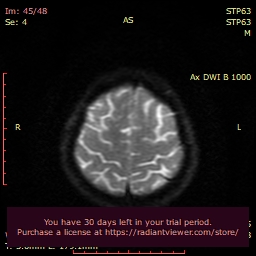 Im: 45/48
Se: 4
AS
STP63
STP63
M
Ax DWI B 1000
R
L
You have 30 days left in your trial period.
Purchase a license at https://radiantviewer.com/store/